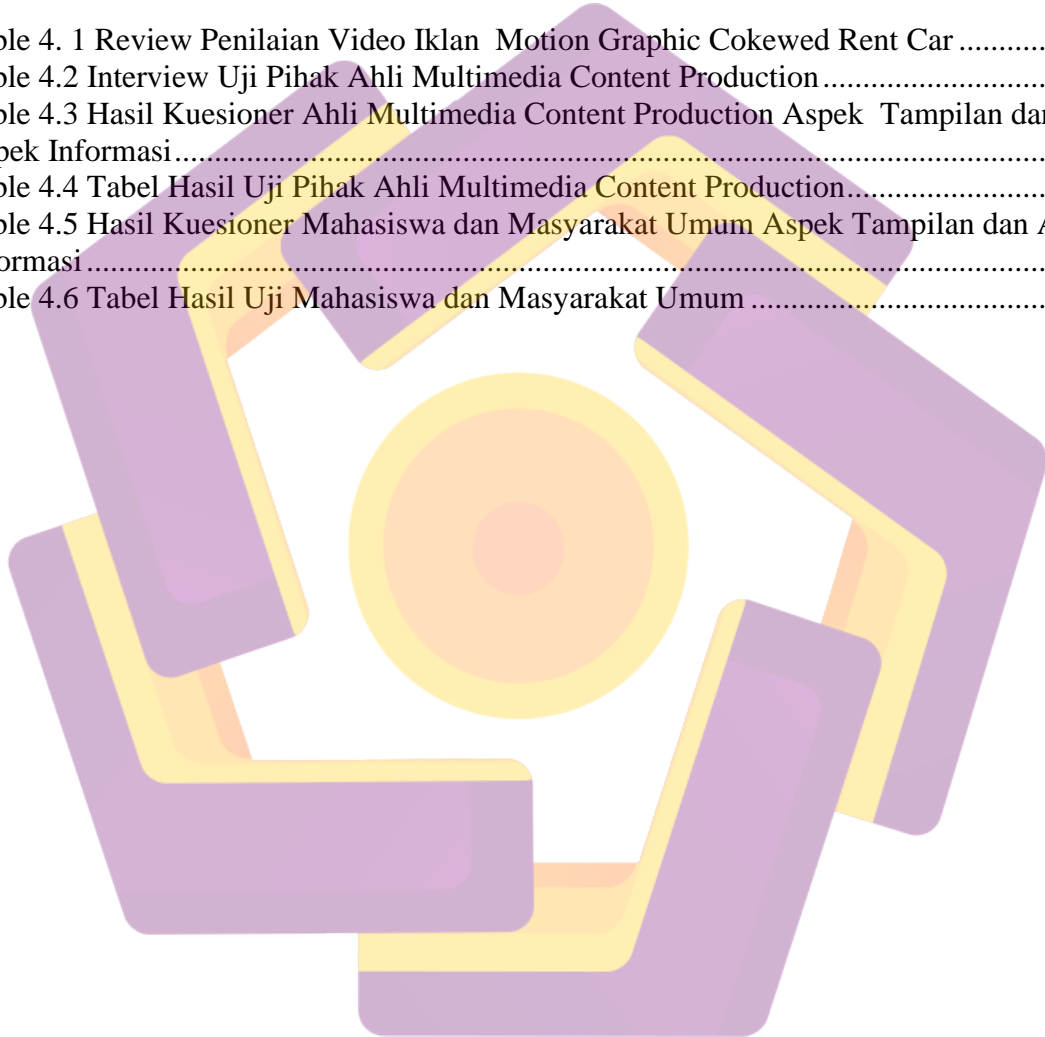 ble 4. 1 Review Penilaian Video Iklan  Motion Graphic Cokewed Rent Car ...........
ble 4.2 Interview Uji Pihak Ahli Multimedia Content Production ............................
ble 4.3 Hasil Kuesioner Ahli Multimedia Content Production Aspek  Tampilan dan
pek Informasi ..........................................................................................................
ble 4.4 Tabel Hasil Uji Pihak Ahli Multimedia Content Production .........................
ble 4.5 Hasil Kuesioner Mahasiswa dan Masyarakat Umum Aspek Tampilan dan A
ormasi ......................................................................................................................
ble 4.6 Tabel Hasil Uji Mahasiswa dan Masyarakat Umum ....................................